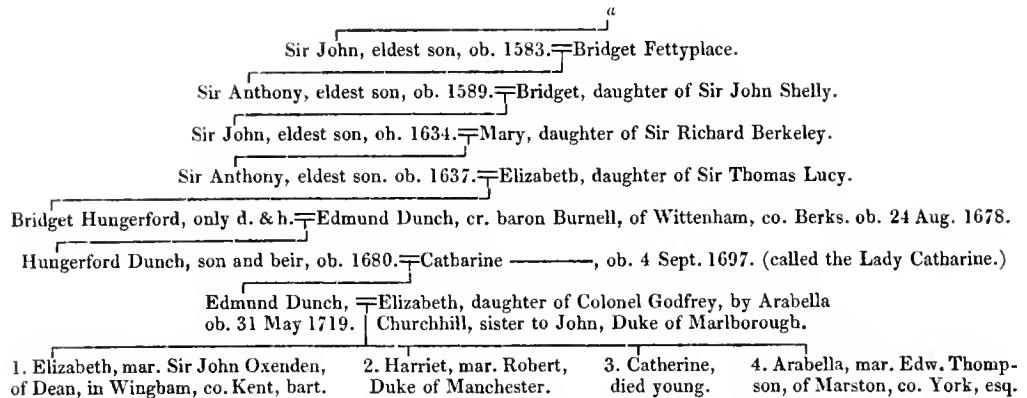 a
Sir John, eldest son, ob. 1583.=Bridget Fettyplace.
Sir Anthony, eldest son, ob. 1589.=Bridget, daughter of Sir John Shelly.
Sir John, eldest son, oh. 1634.=Mary, daughter of Sir Richard Berkeley.
Sir Anthony, eldest son. ob. 1637.=Elizabeth, daughter of Sir Thomas Lucy.
Bridget Hungerford, only d. & h.=Edmund Dunch, cr. baron Burnell, of Wittenham, co. Berks. ob. 24 Aug. 1678.
Hungerford Dunch, son and beir, ob. 1680.=Catbarine ———, ob. 4 Sept. 1697. (called the Lady Catharine.)
Edmund Dunch, =Elizabeth, daughter of Colonel Godfrey, by Arabella
ob. 31 May 1719. Churchhill, sister to John, Duke of Marlborough.
1. Elizabeth, mar. Sir John Oxenden, 2. Harriet, mar. Robert, 3. Catherine, 4. Arabella, mar. Edw. Thomp-
of Dean, in Wingbam, co. Kent, bart. Duke of Manchester. died young. son, of Marston, co. York, esq.